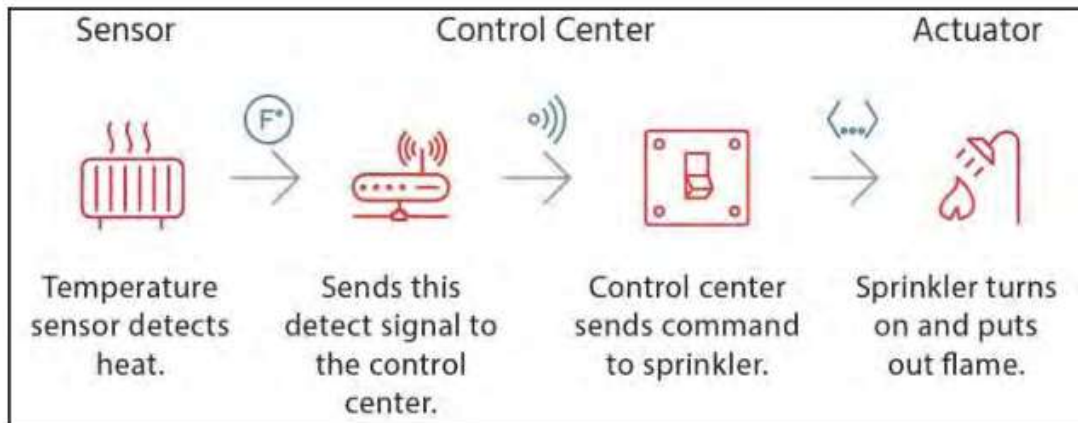 Sensor
Control Center
Actuator
F°
Temperature
sensor detects
heat.
Sends this
detect signal to
the control
center.
Control center
sends command
to sprinkler.
Sprinkler turns
on and puts
out flame.